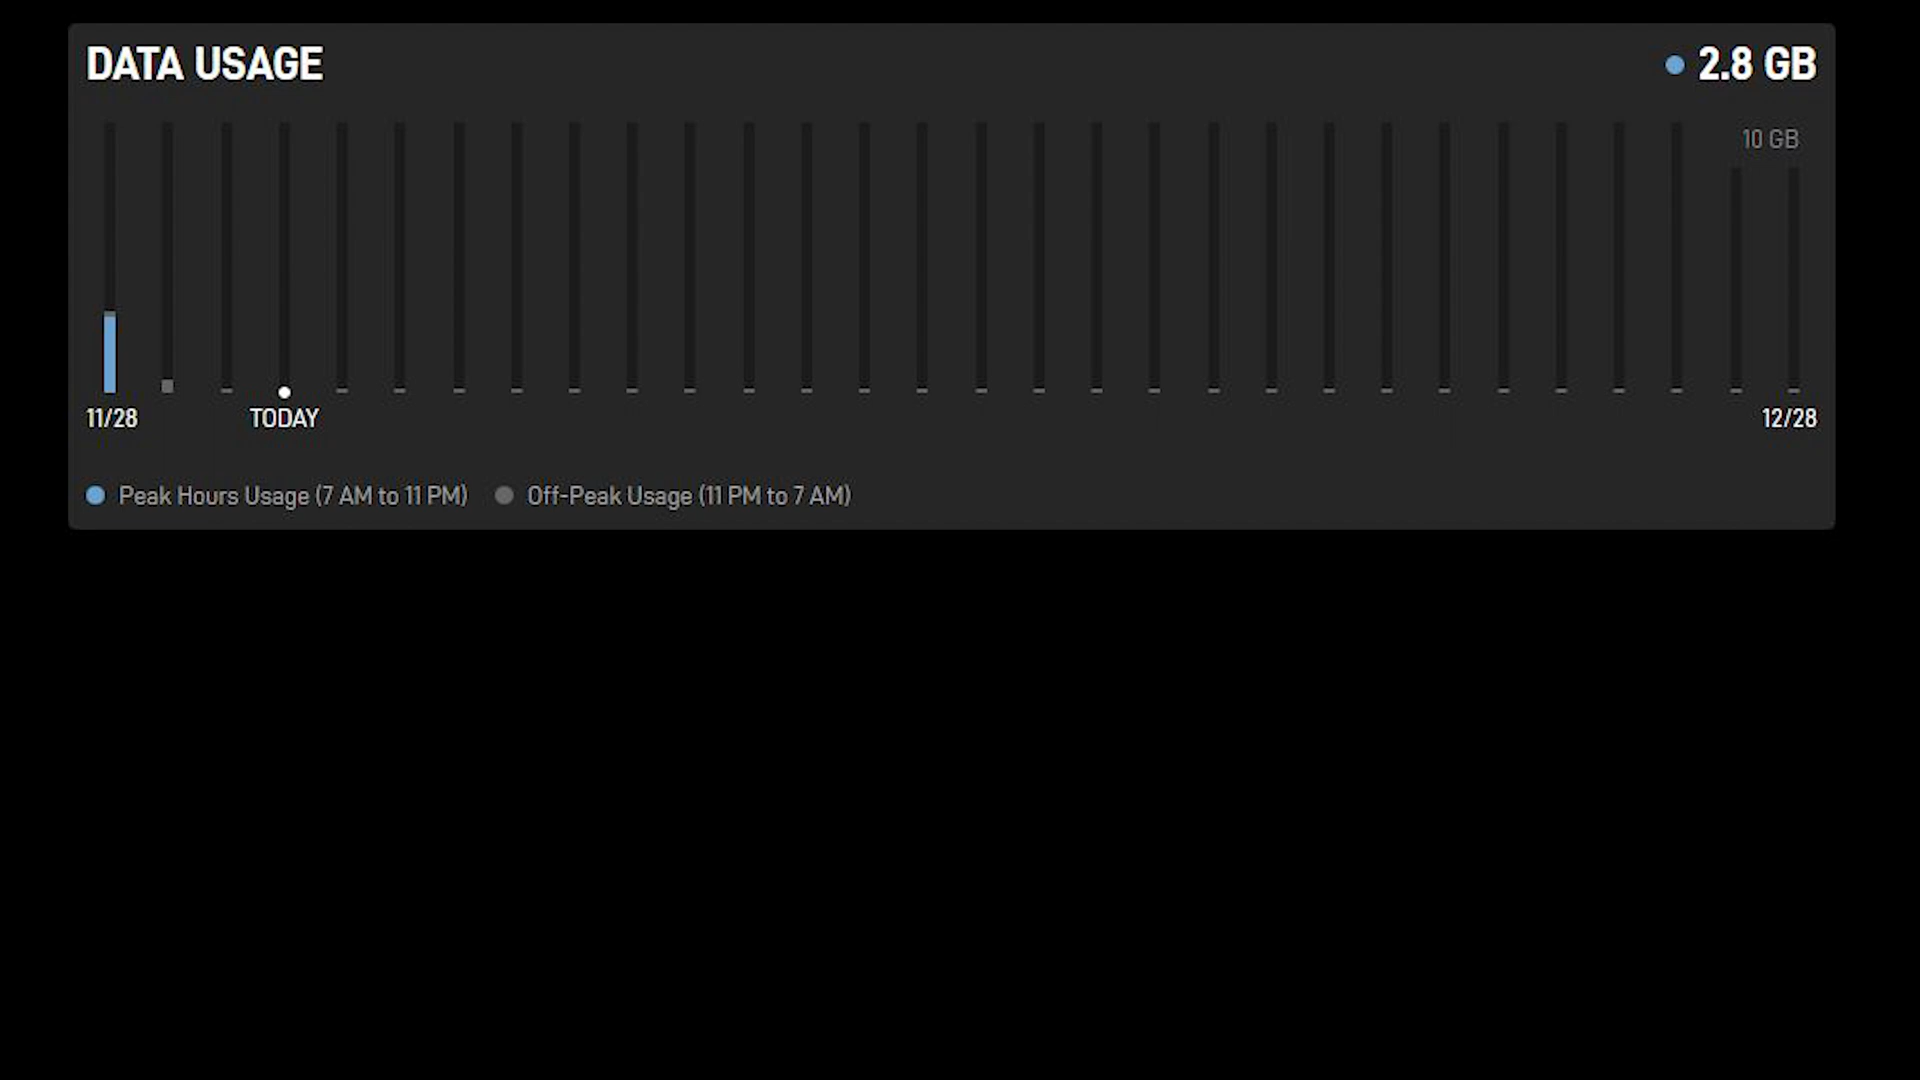 DATA USAGE
2.8 GB
10 GB
11/28
TODAY
12/28
Peak Hours Usage (7 AM to 11 PM)
Off-Peak Usage (11 PM to 7 AM)